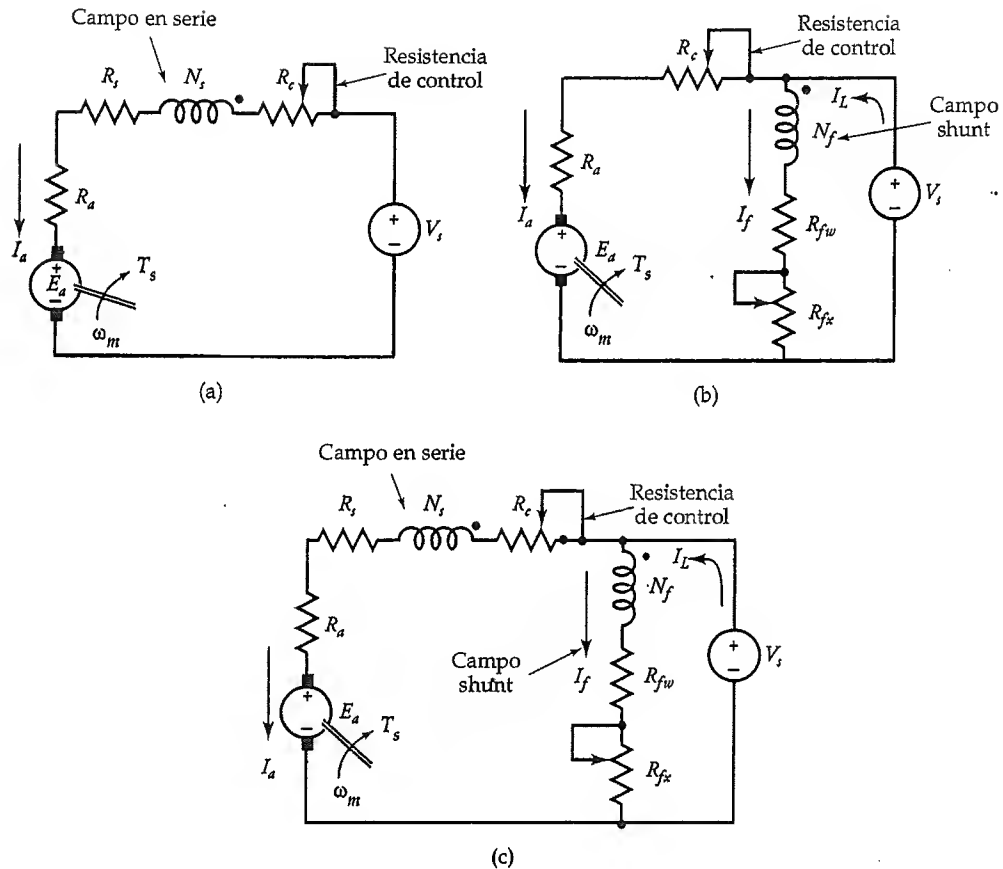 Campo en serie
Resistencia
de control
R_s
N_s
R_c
R_a
I_a
E_a
T_s
ω_m
V_s
(a)
Resistencia
de control
R_c
I_L
Campo
shunt
N_f
R_a
I_a
E_a
T_s
ω_m
I_f
R_fw
R_fx
V_s
(b)
Campo en serie
Resistencia
de control
R_s
N_s
R_c
I_L
N_f
R_a
Campo
shunt
I_f
R_fw
V_s
E_a
T_s
I_a
ω_m
R_fx
(c)